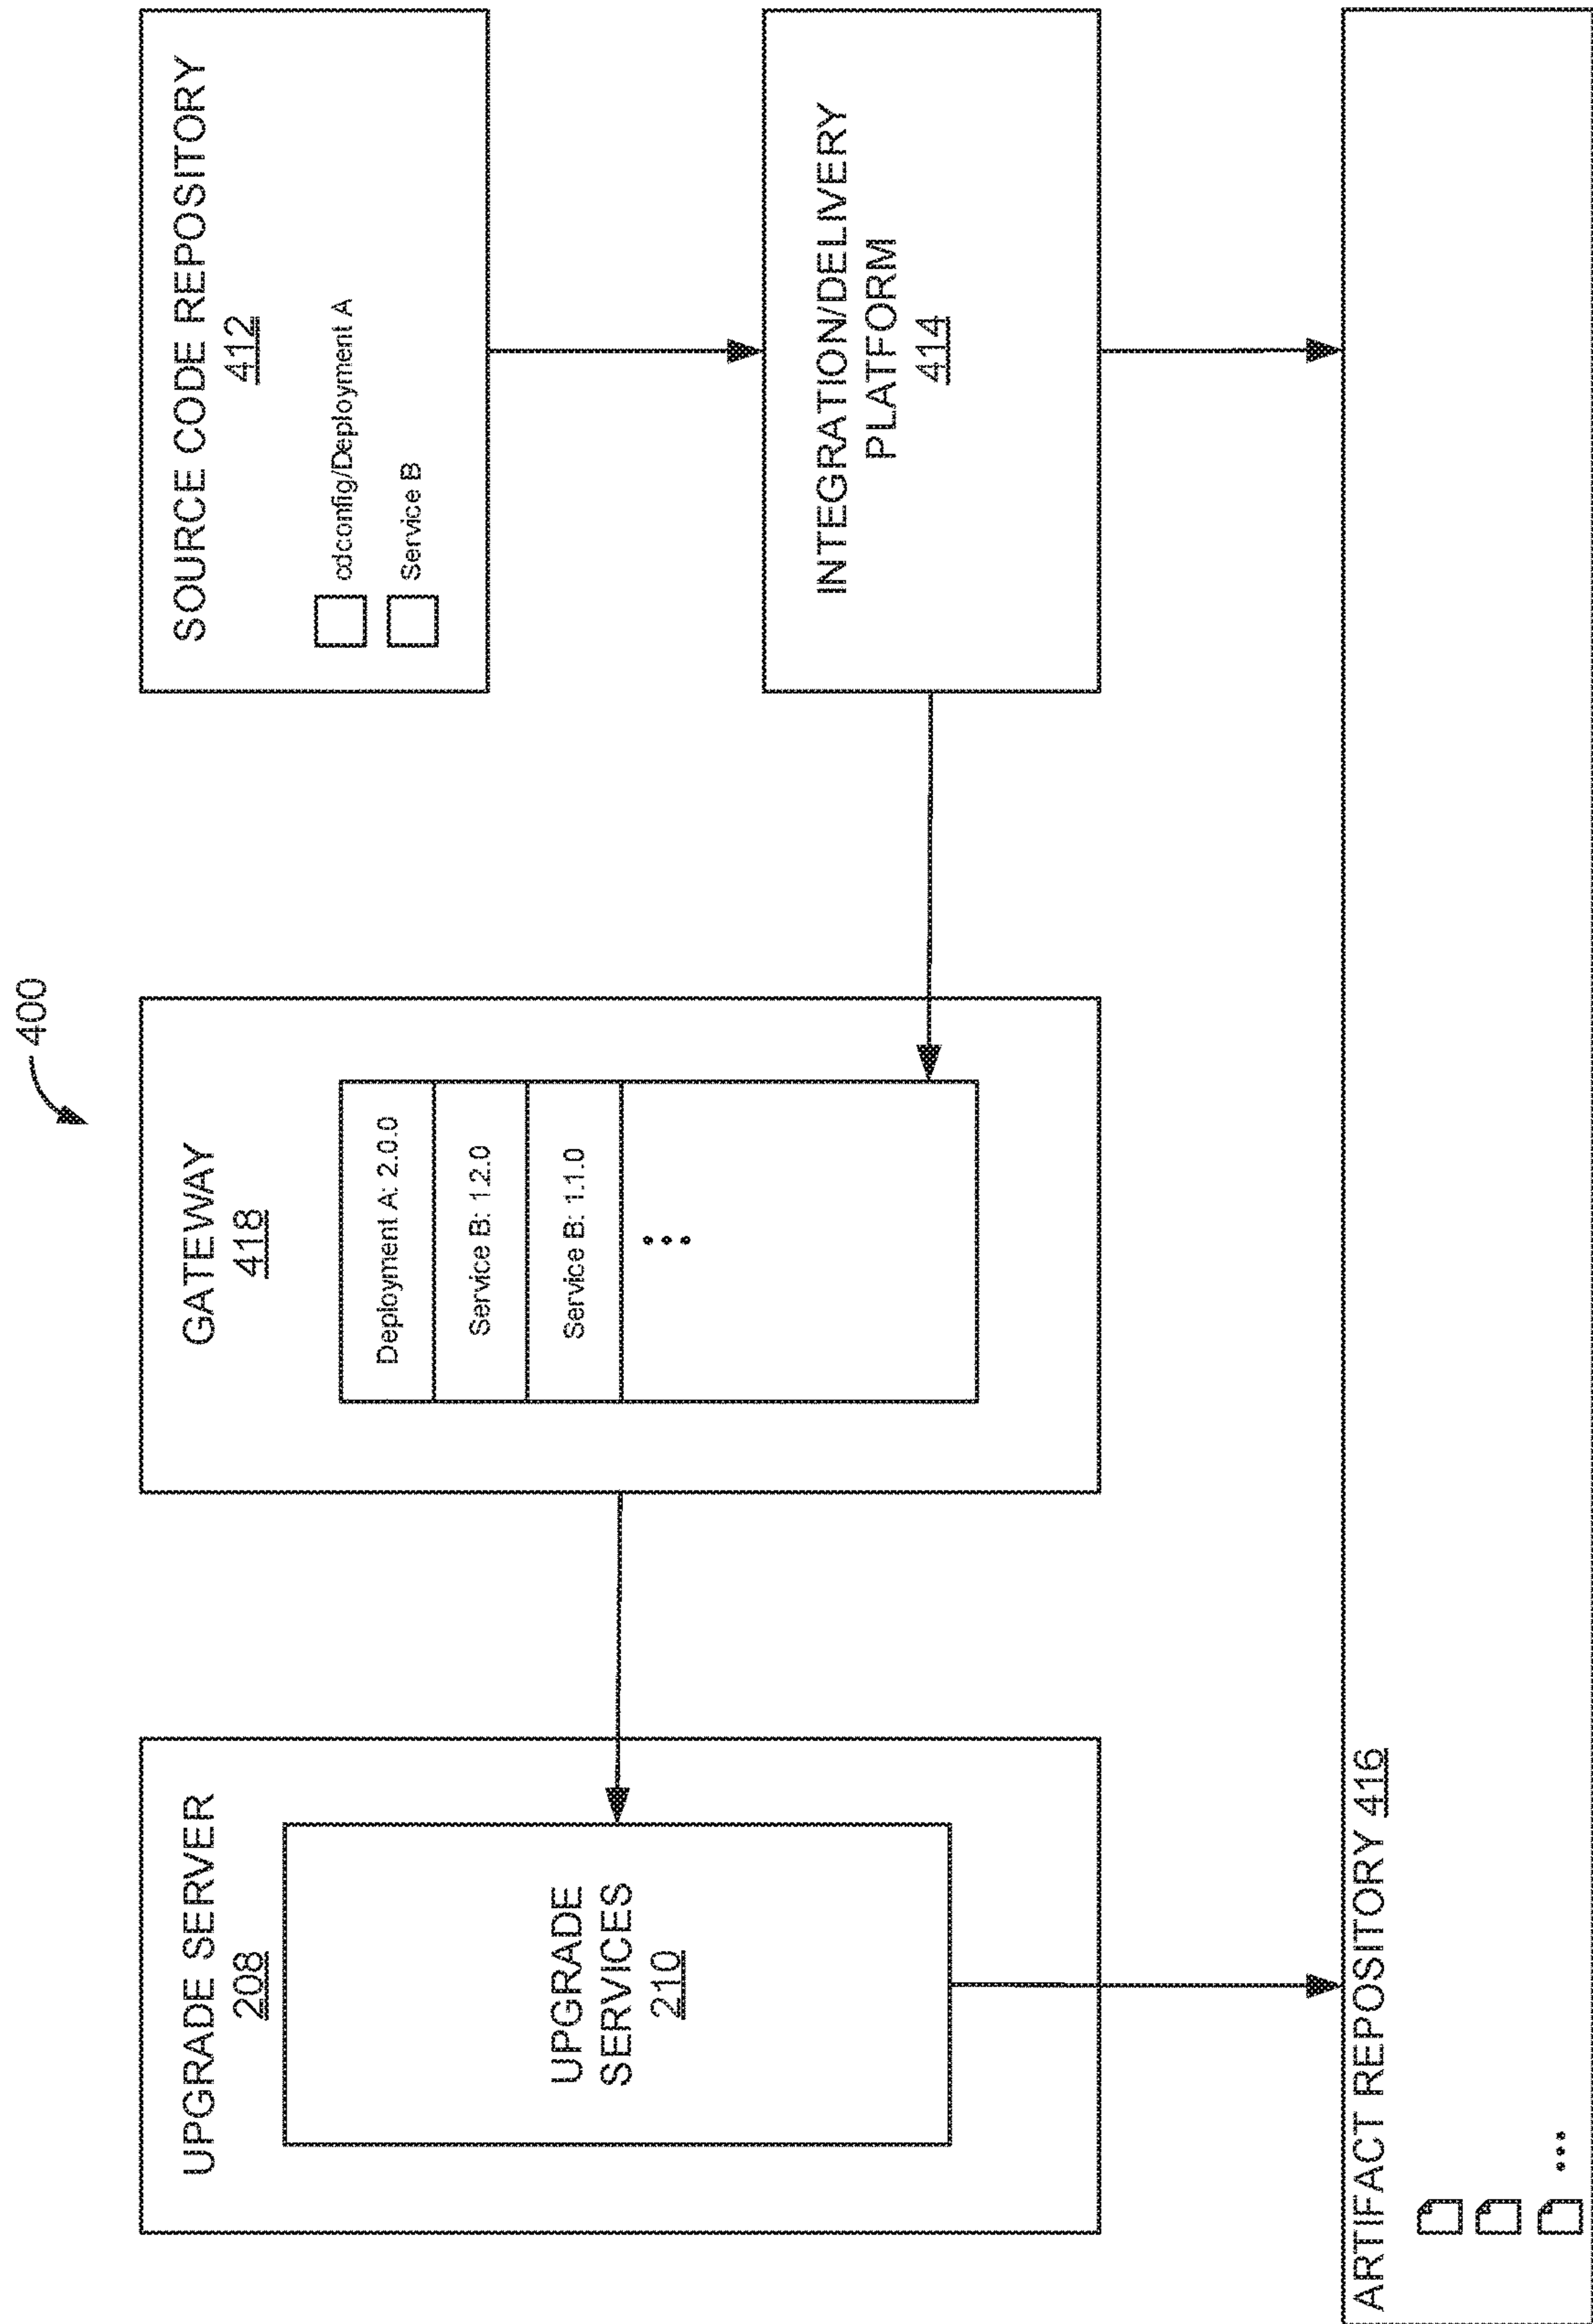 400
UPGRADE SERVER
208
UPGRADE
SERVICES
210
GATEWAY
418
Deployment A: 2.0.0
Service B: 1.2.0
Service B: 1.1.0
SOURCE CODE REPOSITORY
412
cdconfig/Deployment A
Service B
INTEGRATION/DELIVERY
PLATFORM
414
ARTIFACT REPOSITORY 416